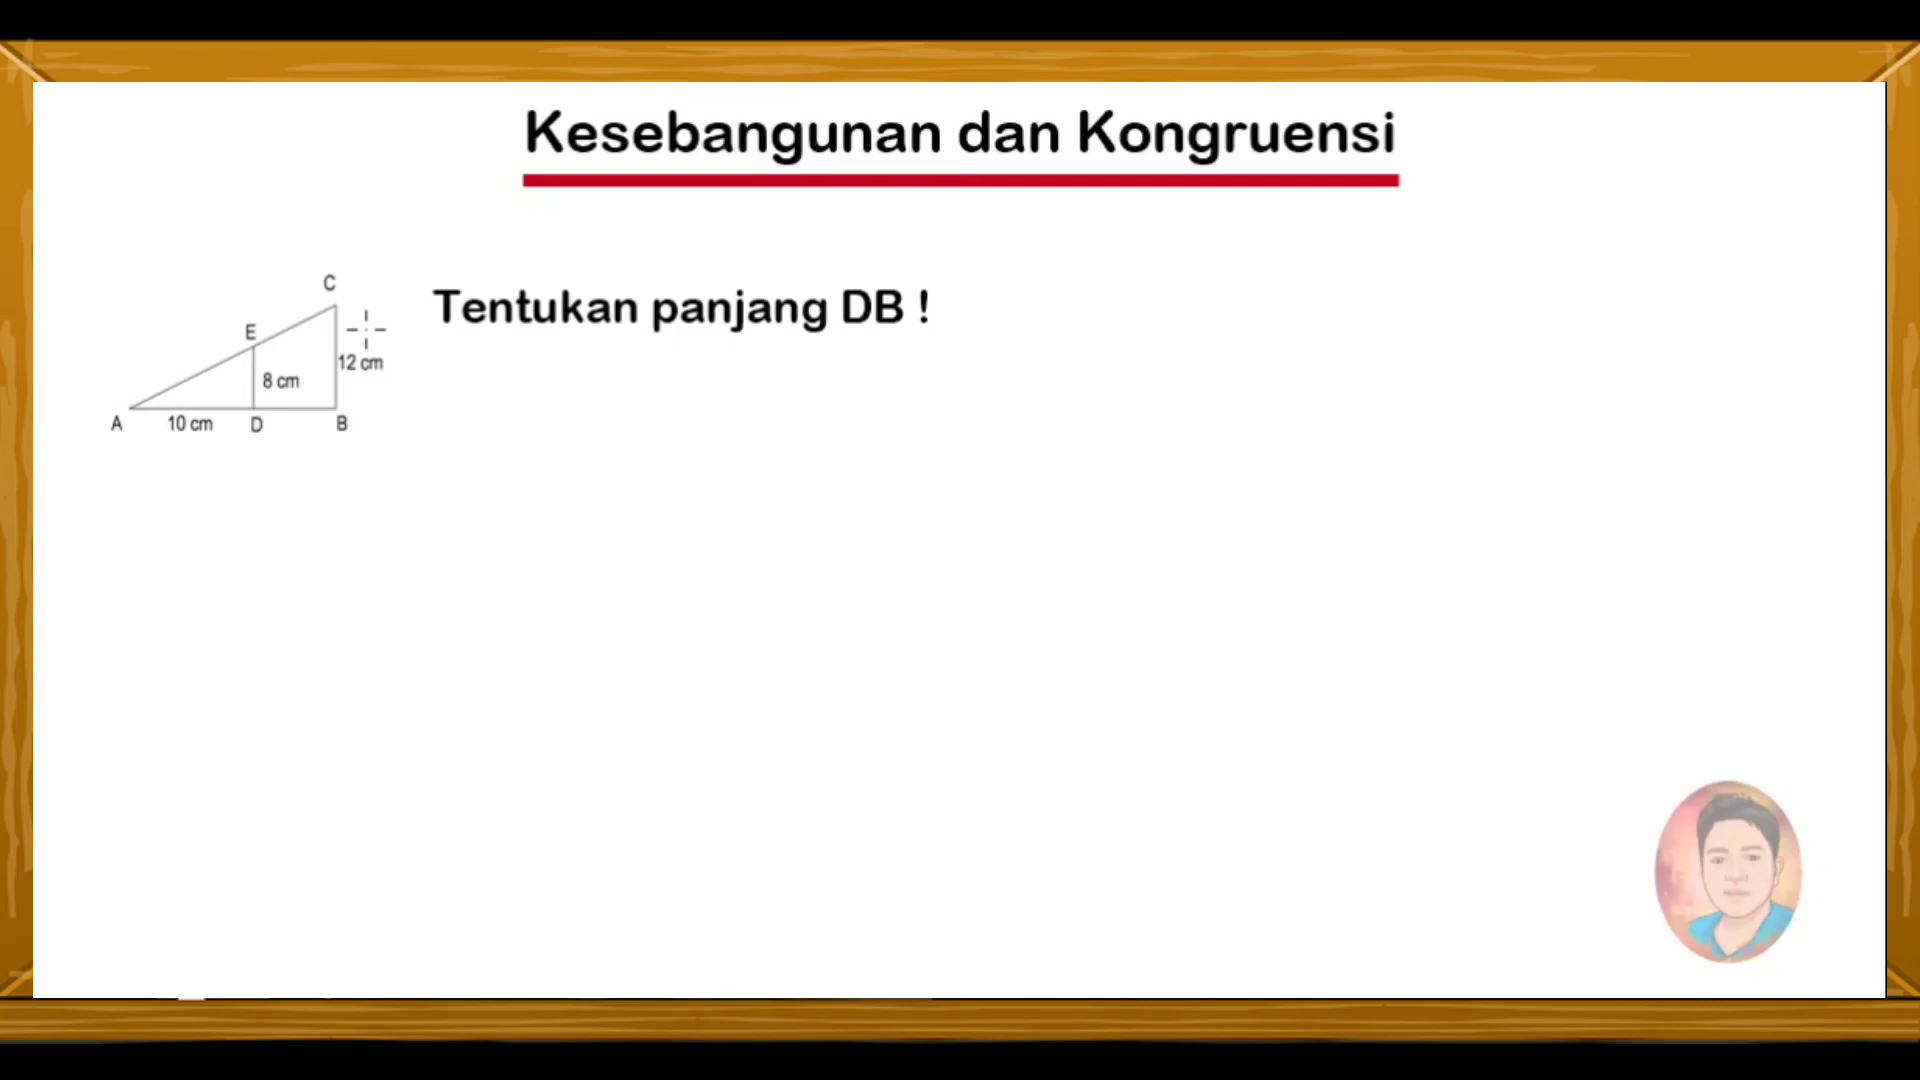 Kesebangunan dan Kongruensi
Tentukan panjang DB !
C
E
12 cm
8 cm
A
10 cm
D
B